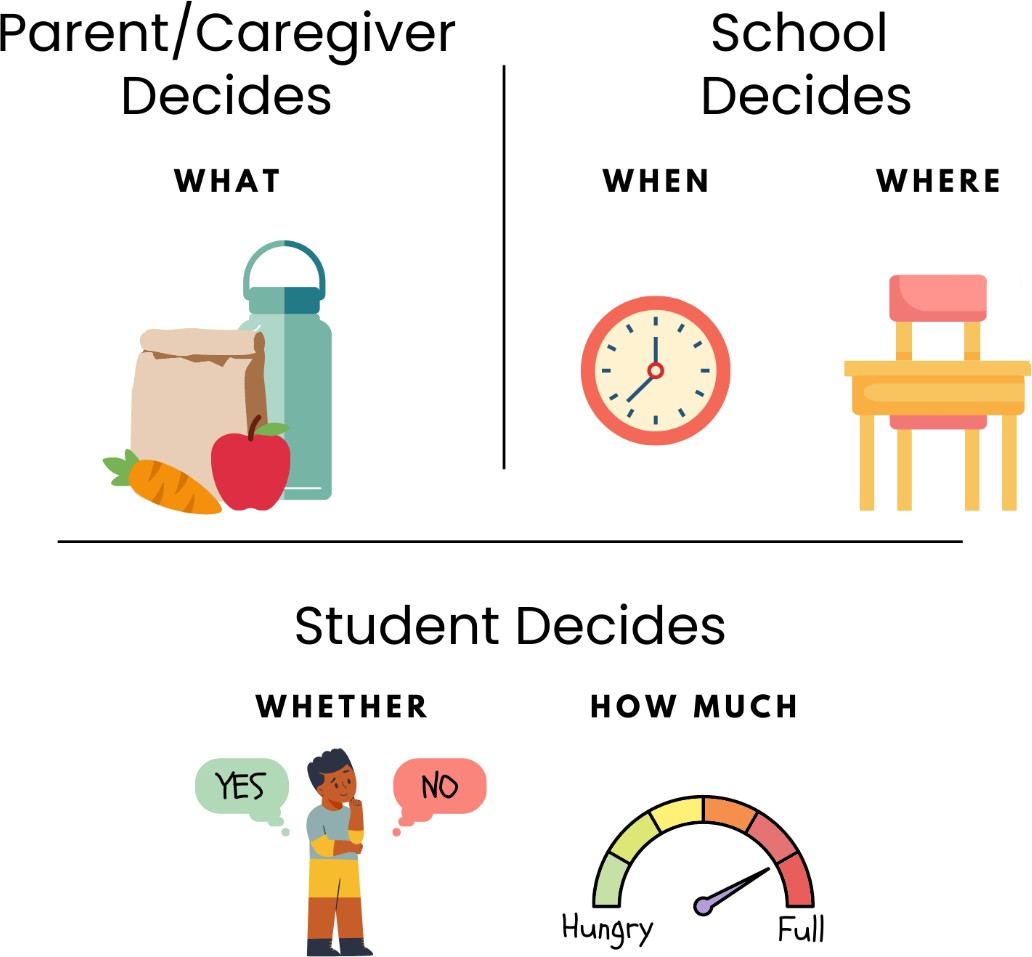 Parent/Caregiver
Decides
WHAT
School
Decides
WHEN
WHERE
Student Decides
WHETHER
YES
NO
HOW MUCH
Hungry
Full